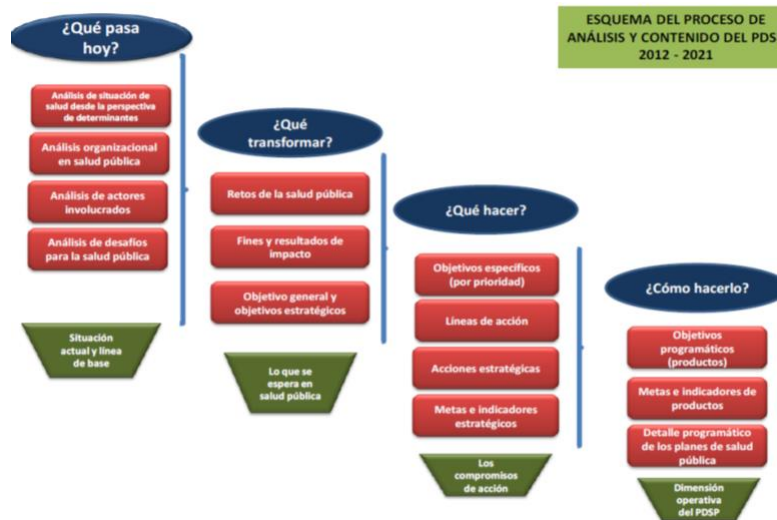 ESQUEMA DEL PROCESO DE
ANÁLISIS Y CONTENIDO DEL PDS
2012 - 2021
¿Qué pasa
hoy?
Análisis de situación de
salud desde la perspectiva
de determinantes
Análisis organizacional
en salud pública
Análisis de actores
involucrados
Análisis de desafíos
para la salud pública
Situación
actual y línea
de base
¿Qué
transformar?
Retos de la salud pública
Fines y resultados de
impacto
Objetivo general y
objetivos estratégicos
Lo que se
espera en
salud pública
¿Qué hacer?
Objetivos específicos
(por prioridad)
Líneas de acción
Acciones estratégicas
Metas e indicadores
estratégicos
Los
compromisos
de acción
¿Cómo hacerlo?
Objetivos
programáticos
(productos)
Metas e indicadores de
productos
Detalle programático
de los planes de salud
pública
Dimensión
operativa
del PDSP